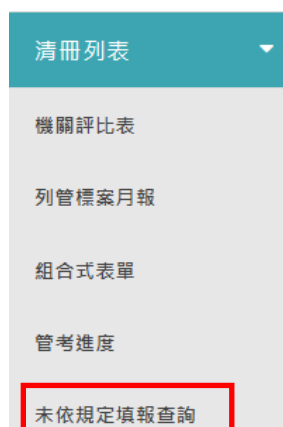 清冊列表
機關評比表
列管標案月報
組合式表單
管考進度
未依規定填報查詢